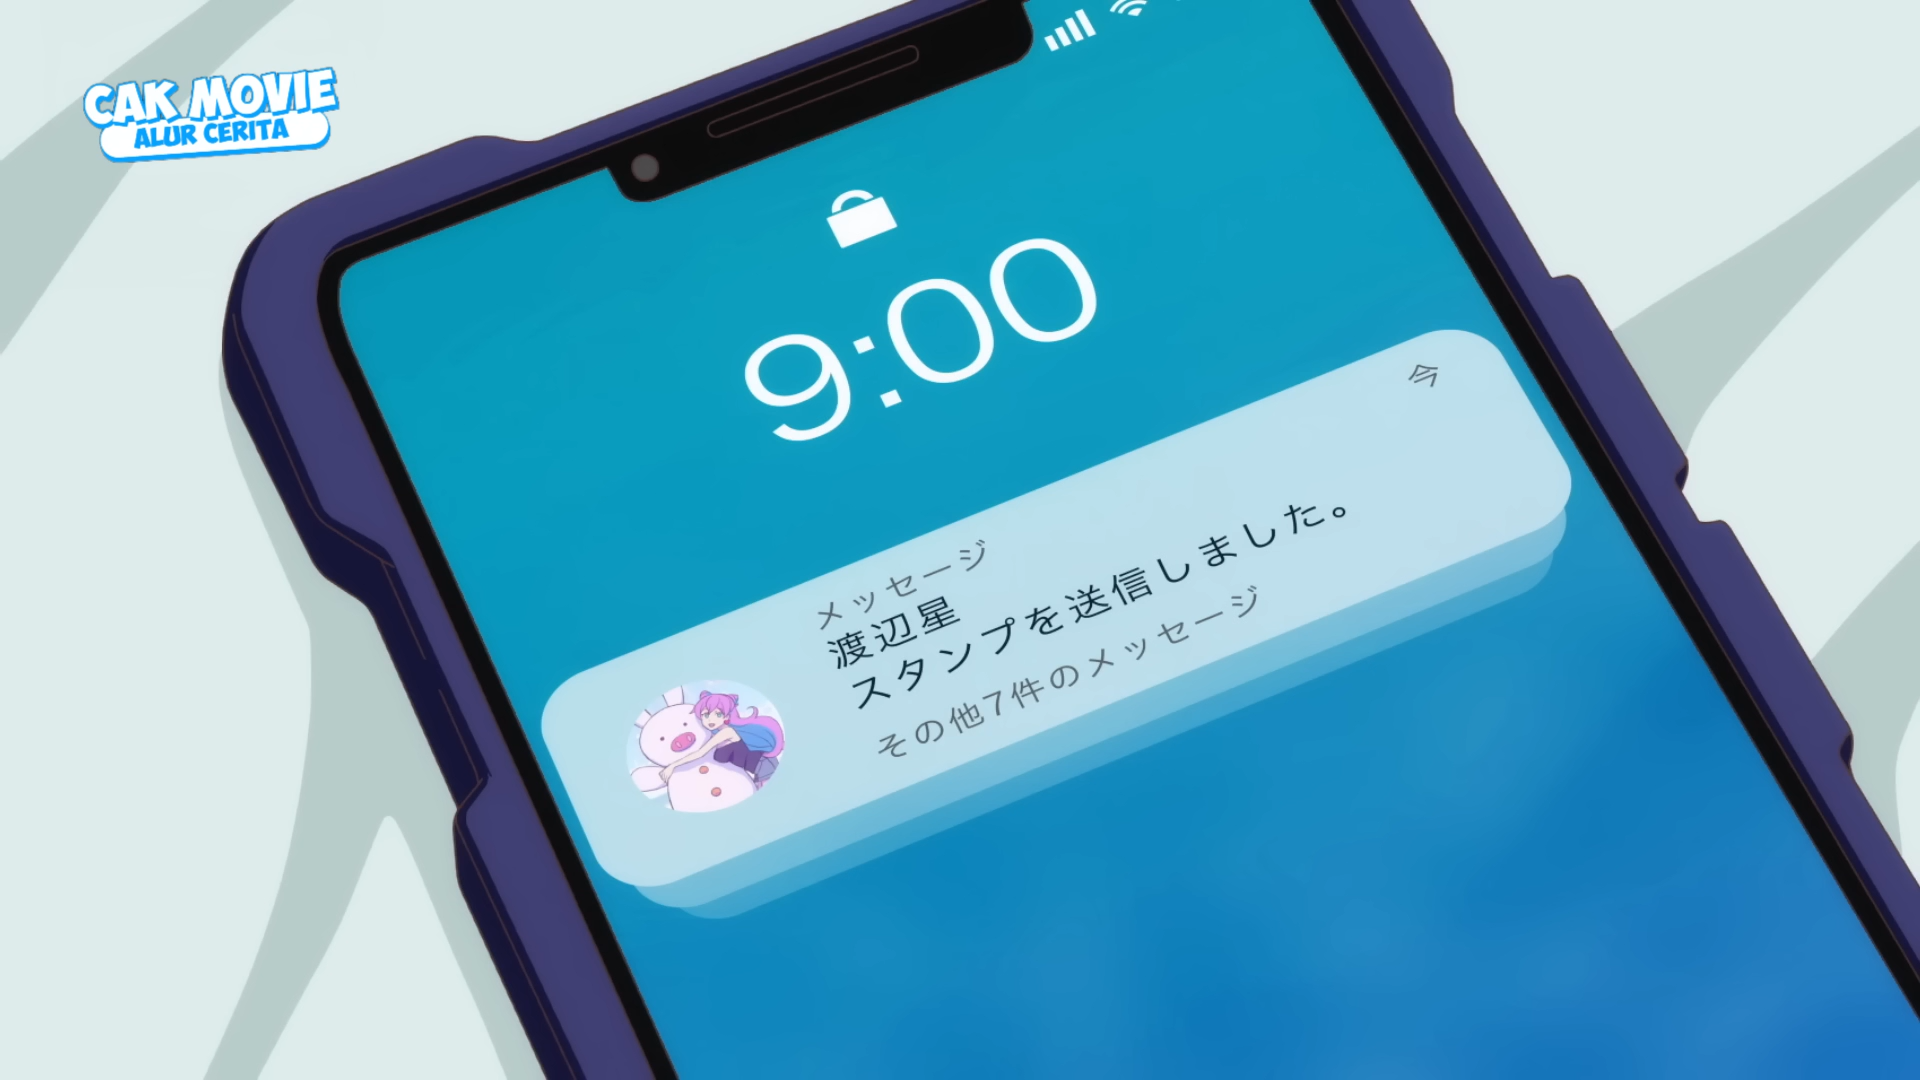 CAK MOVIE
ALUR CERITA
9:00
今
メッセージ
渡辺星
スタンプを送信しました。
その他7件のメッセージ